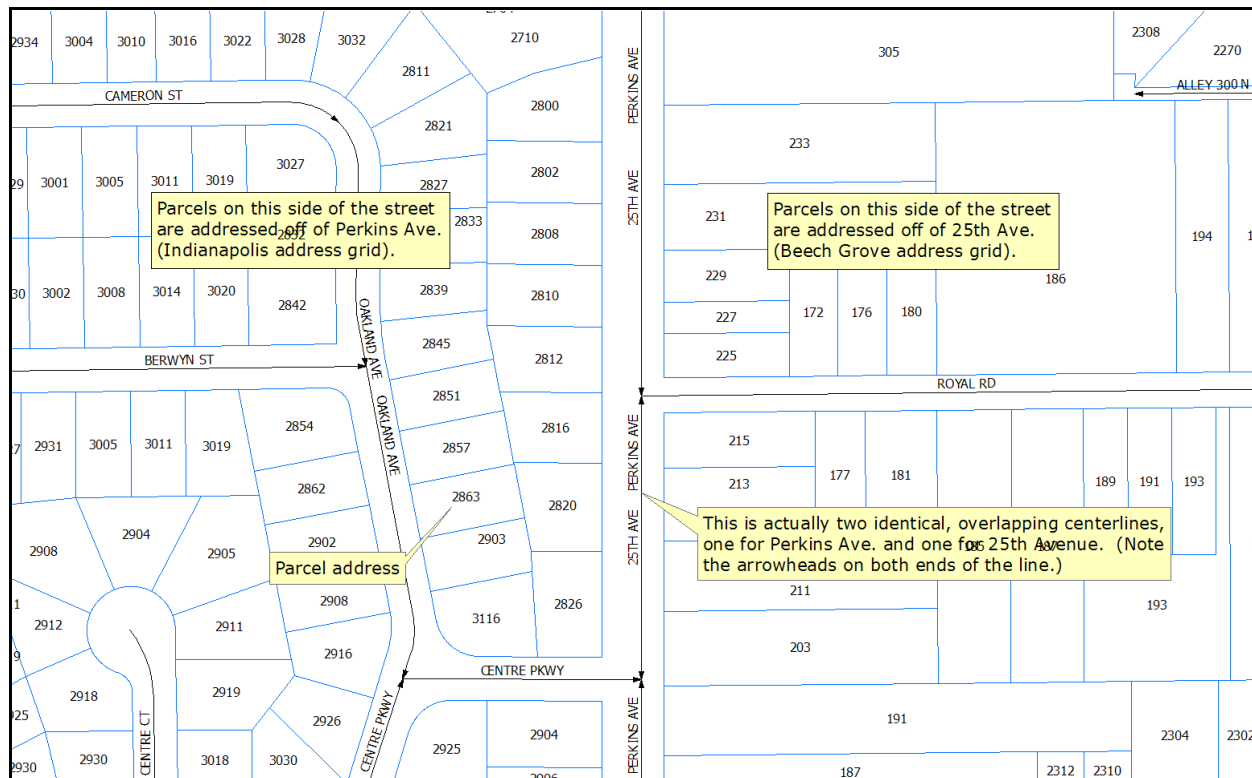 2934 3004 3010 3016 3022 3028 3032 2710
305
2308
2270
2811
CAMERON ST
PERKINS AVE
ALLEY 300 N
2800
2821
233
3027
2802
3001 3005 3011 3019
2827
25TH AVE
Parcels on this side of the street
are addressed off of Perkins Ave.
(Indianapolis address grid).
2832
2833
2808
231
Parcels on this side of the street
are addressed off of 25th Ave.
(Beech Grove address grid).
194
229
186
3002 3008 3014 3020 2842
2839
2810
227
172 176 180
OAKLAND AVE
2845
225
BERWYN ST
2812
ROYAL RD
2851
OAKLAND AVE
2854
2816
PERKINS AVE
215
2931 3005 3011 3019
2857
177 181
189 191 193
2862
2863
213
2820
25TH AVE
This is actually two identical, overlapping centerlines,
one for Perkins Ave. and one for 25th Avenue. (Note
the arrowheads on both ends of the line.)
185 187
2904
2902
2903
2908
2905
Parcel address
211
2908
2826
193
2912
2911
3116
203
2916
CENTRE PKWY
2918
2919
2926
CENTRE PKWY
PERKINS AVE
191
CENTRE CT
2925
2904
2304 2302
2930
3018 3030
2930
187
2312 2310
2906